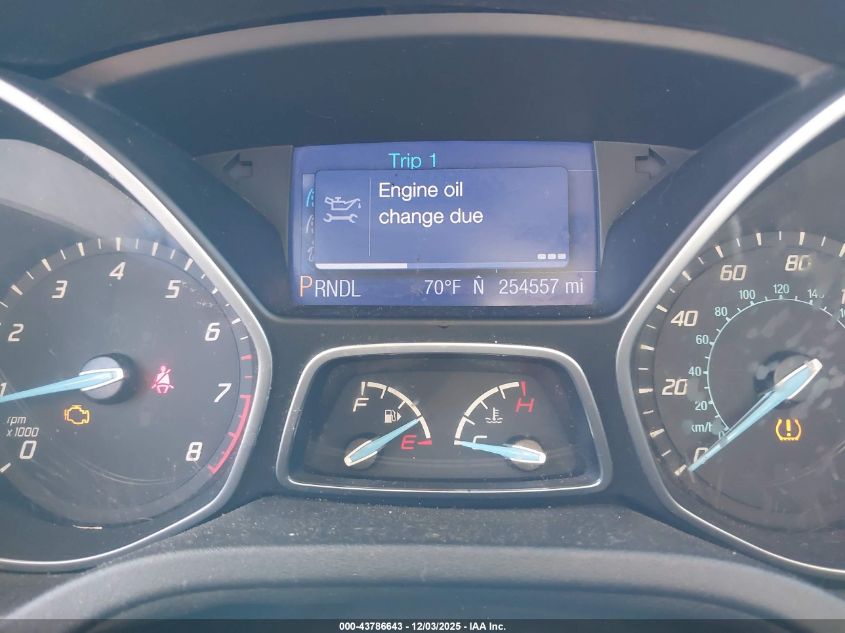 Trip 1
Engine oil
change due
PRNDL 70°F N 254557 mi
0 1 2 3 4 5 6 7 8
rpm
x1000
F E
C H
0 20 40 60 80
km/h
20 40 60 80 100 120
000-43786643 / 12/03/2025 - IAA Inc.